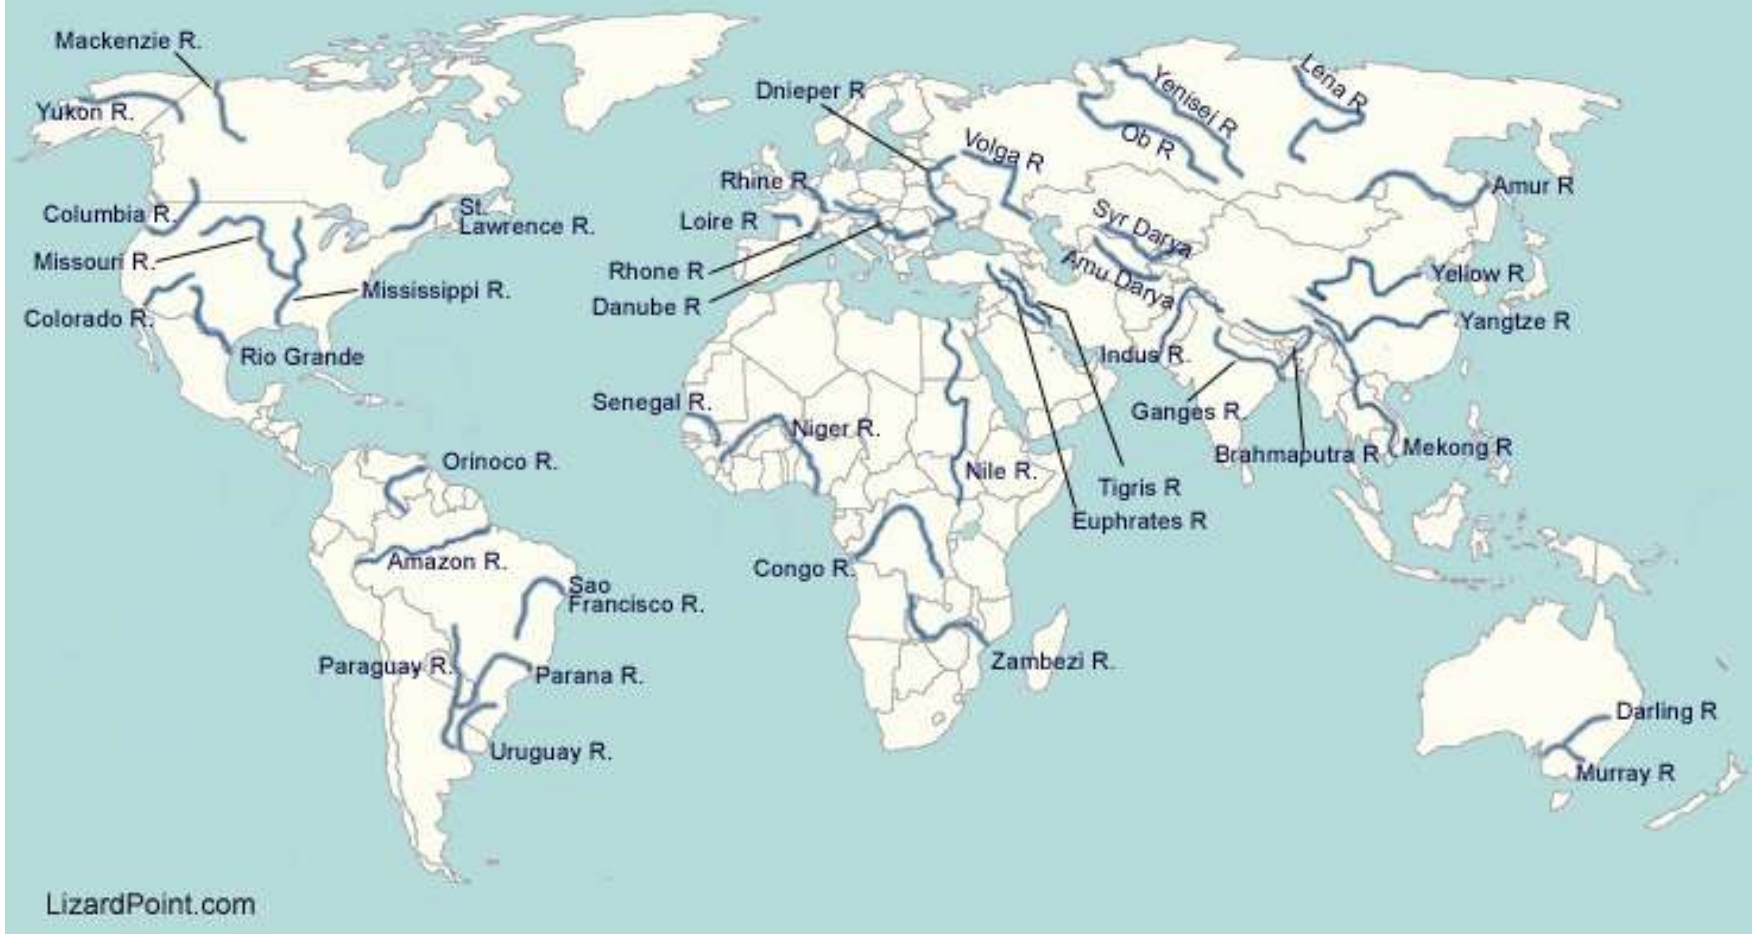 Mackenzie R.
Yukon R.
Columbia R.
St.
Lawrence R.
Missouri R.
Mississippi R.
Colorado R.
Rio Grande
Orinoco R.
Amazon R.
Sao
Francisco R.
Paraguay R.
Parana R.
Uruguay R.
Dnieper R
Volga R
Rhine R
Loire R
Rhone R
Danube R
Senegal R.
Niger R.
Nile R.
Congo R.
Zambezi R.
Tigris R
Euphrates R
Yenisei R
Lena R
Ob R
Amur R
Syr Darya
Amu Darya
Yellow R
Yangtze R
Indus R.
Ganges R.
Brahmaputra R
Mekong R
Darling R
Murray R
LizardPoint.com